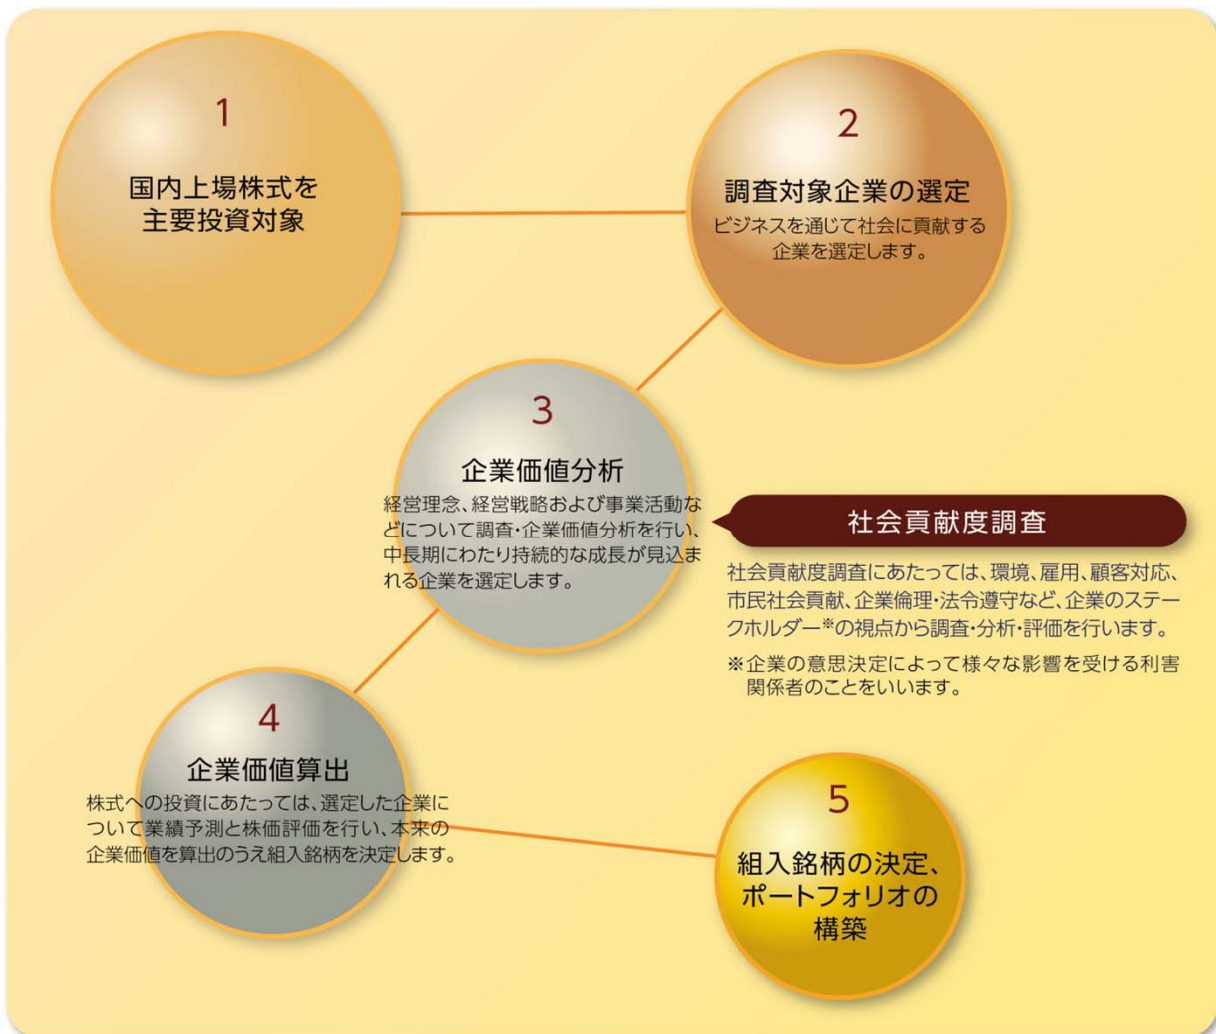 1
国内上場株式を
主要投資対象
2
調査対象企業の選定
ビジネスを通じて社会に貢献する
企業を選定します。
3
企業価値分析
経営理念、経営戦略および事業活動な
どについて調査・企業価値分析を行い、
中長期にわたり持続的な成長が見込ま
れる企業を選定します。
社会貢献度調査
社会貢献度調査にあたっては、環境、雇用、顧客対応、
市民社会貢献、企業倫理・法令遵守など、企業のステー
クホルダー※の視点から調査・分析・評価を行います。
※企業の意思決定によって様々な影響を受ける利害
関係者のことをいいます。
4
企業価値算出
株式への投資にあたっては、選定した企業に
ついて業績予測と株価評価を行い、本来の
企業価値を算出のうえ組入銘柄を決定します。
5
組入銘柄の決定、
ポートフォリオの
構築